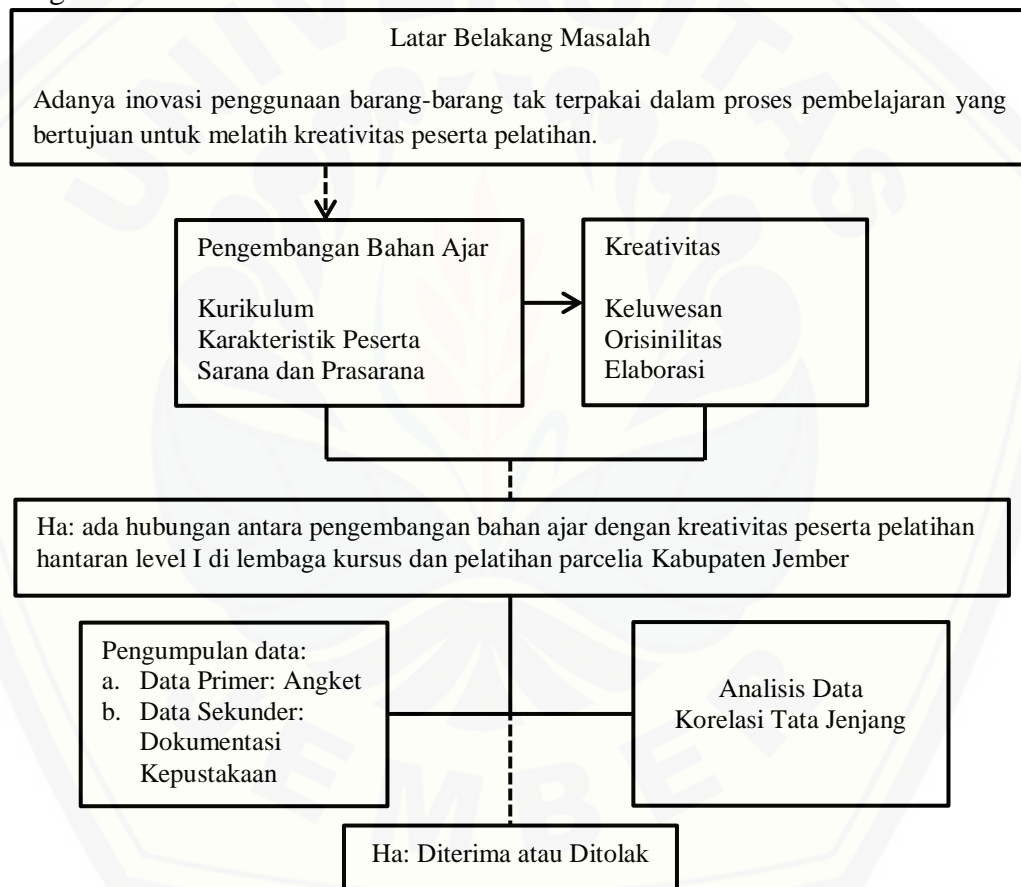 Latar Belakang Masalah
Adanya inovasi penggunaan barang-barang tak terpakai dalam proses pembelajaran yang
bertujuan untuk melatih kreativitas peserta pelatihan.
Pengembangan Bahan Ajar
Kurikulum
Karakteristik Peserta
Sarana dan Prasarana
Kreativitas
Keluwesan
Orisinilitas
Elaborasi
Ha: ada hubungan antara pengembangan bahan ajar dengan kreativitas peserta pelatihan
hantaran level I di lembaga kursus dan pelatihan parcelia Kabupaten Jember
Pengumpulan data:
a. Data Primer: Angket
b. Data Sekunder:
Dokumentasi
Kepustakaan
Analisis Data
Korelasi Tata Jenjang
Ha: Diterima atau Ditolak
UNIVERSITAS
JEMBER